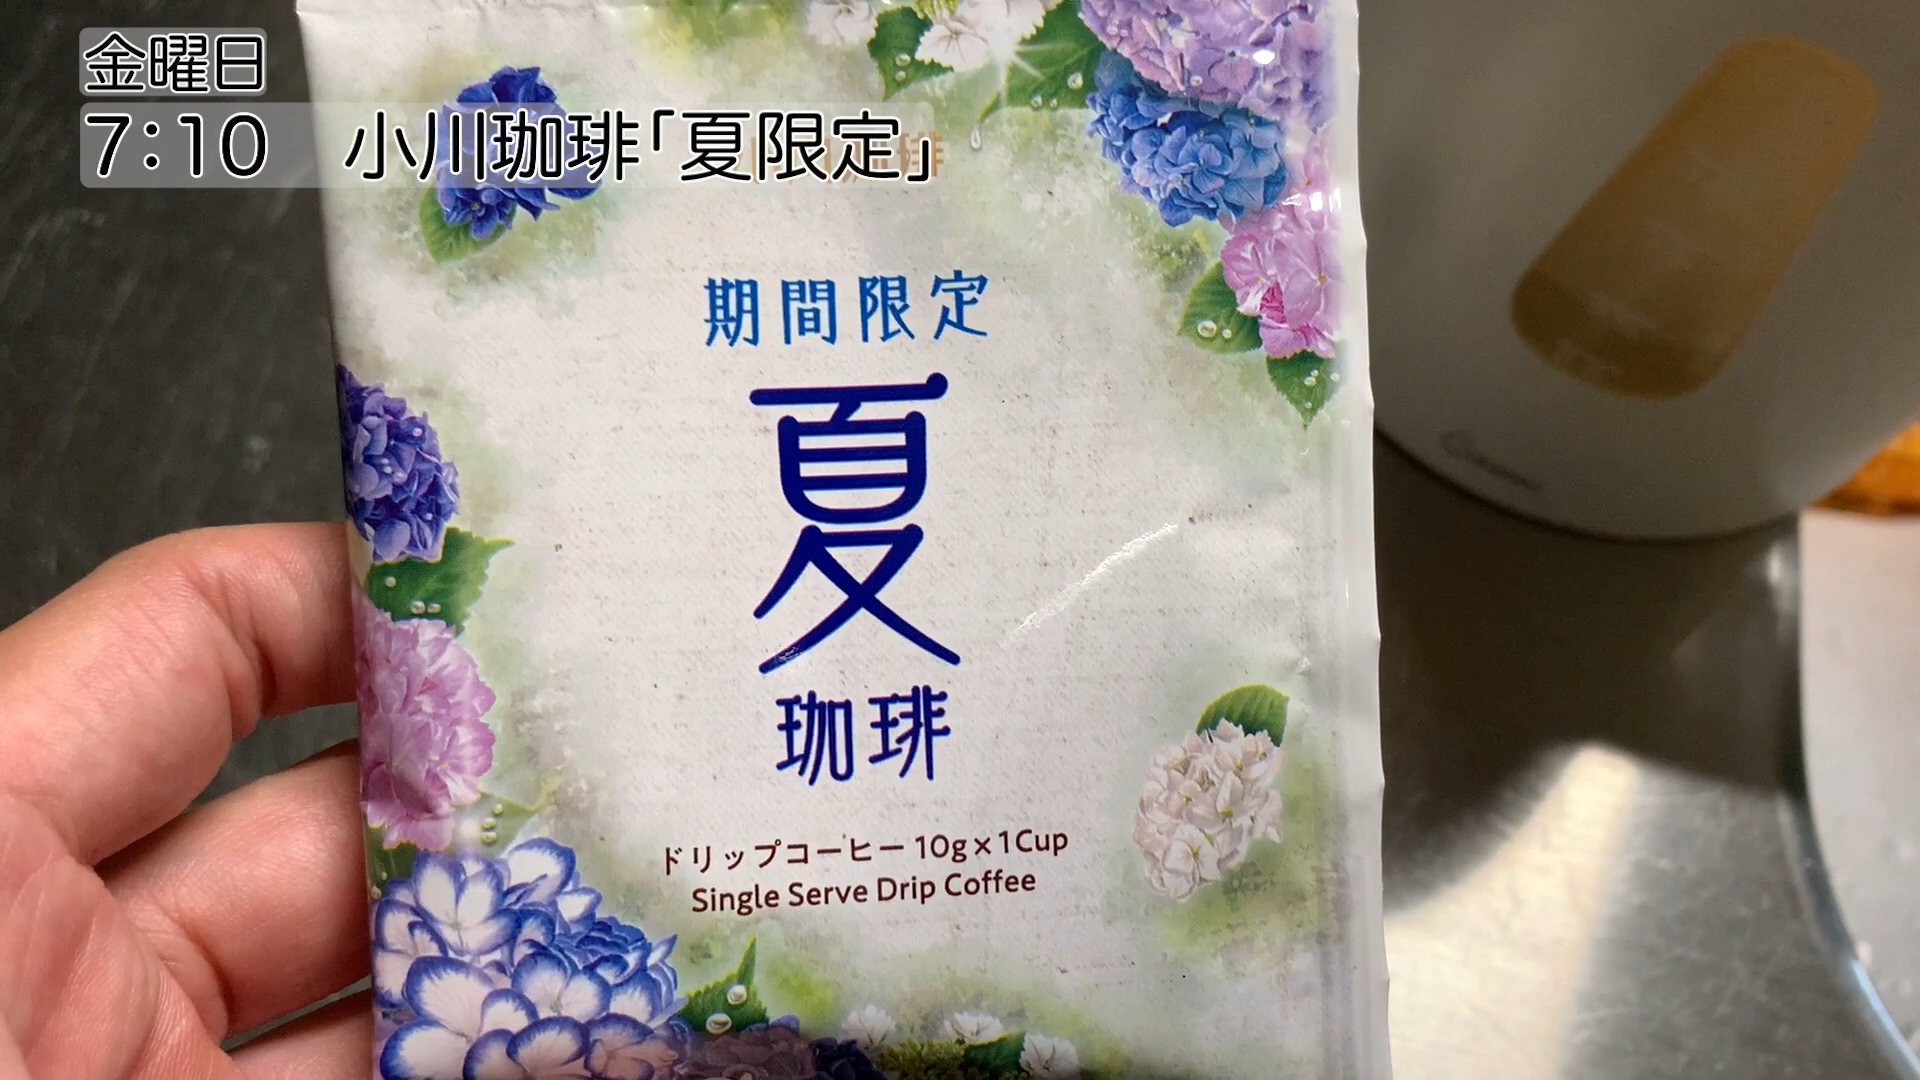 金曜日
7:10 小川珈琲「夏限定」
期間限定
夏
珈琲
ドリップコーヒー 10g×1Cup
Single Serve Drip Coffee